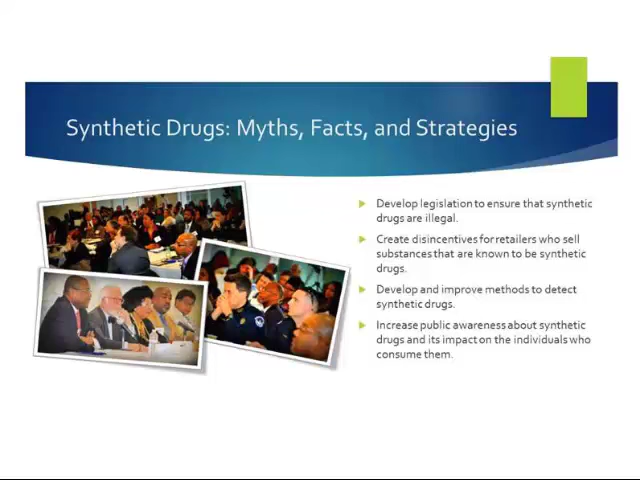 Synthetic Drugs: Myths, Facts, and Strategies
Develop legislation to ensure that synthetic
drugs are illegal.
Create disincentives for retailers who sell
substances that are known to be synthetic
drugs.
Develop and improve methods to detect
synthetic drugs.
Increase public awareness about synthetic
drugs and its impact on the individuals who
consume them.